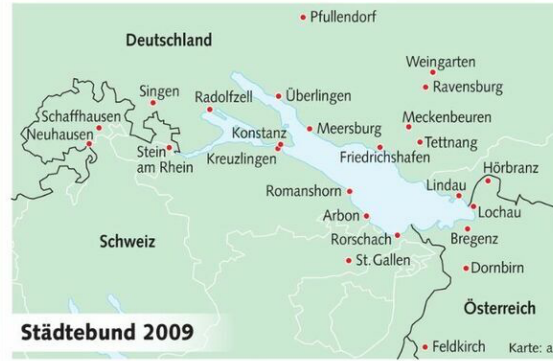 Pfullendorf
Deutschland
Weingarten
Ravensburg
Singen
Radolfzell
Überlingen
Schaffhausen
Neuhausen
Meckenbeuren
Konstanz
Meersburg
Tettnang
Stein
am Rhein
Kreuzlingen
Friedrichshafen
Hörbranz
Romanshorn
Lindau
Lochau
Arbon
Schweiz
Rorschach
Bregenz
St. Gallen
Dornbirn
Österreich
Städtebund 2009
Feldkirch
Karte: a